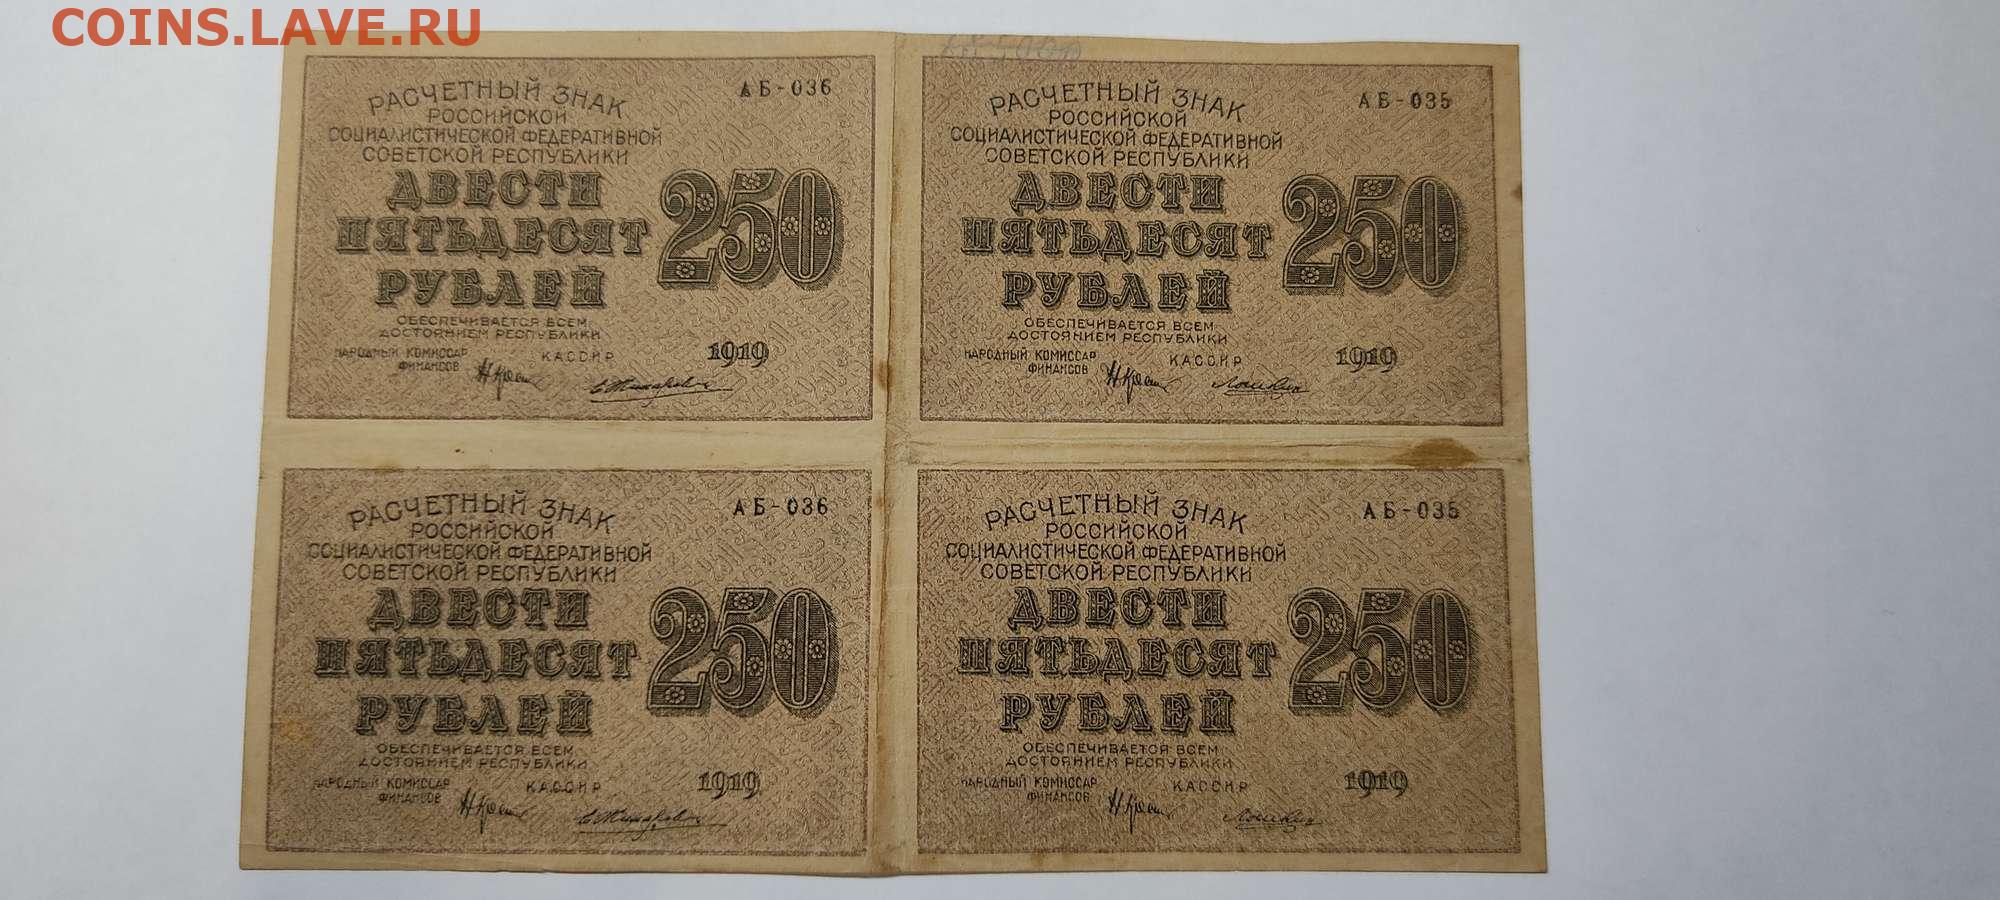 COINS.LAVE.RU
АБ-036
РАСЧЕТНЫЙ ЗНАК
РОССИЙСКОЙ
СОЦИАЛИСТИЧЕСКОЙ ФЕДЕРАТИВНОЙ
СОВЕТСКОЙ РЕСПУБЛИКИ
ДВЕСТИ
ПЯТЬДЕСЯТ
РУБЛЕЙ
250
ОБЕСПЕЧИВАЕТСЯ ВСЕМ
ДОСТОЯНИЕМ РЕСПУБЛИКИ
НАРОДНЫЙ КОМИССАР
ФИНАНСОВ
КАССИР
1919
АБ-035
РАСЧЕТНЫЙ ЗНАК
РОССИЙСКОЙ
СОЦИАЛИСТИЧЕСКОЙ ФЕДЕРАТИВНОЙ
СОВЕТСКОЙ РЕСПУБЛИКИ
ДВЕСТИ
ПЯТЬДЕСЯТ
РУБЛЕЙ
250
ОБЕСПЕЧИВАЕТСЯ ВСЕМ
ДОСТОЯНИЕМ РЕСПУБЛИКИ
НАРОДНЫЙ КОМИССАР
ФИНАНСОВ
КАССИР
1919
АБ-036
РАСЧЕТНЫЙ ЗНАК
РОССИЙСКОЙ
СОЦИАЛИСТИЧЕСКОЙ ФЕДЕРАТИВНОЙ
СОВЕТСКОЙ РЕСПУБЛИКИ
ДВЕСТИ
ПЯТЬДЕСЯТ
РУБЛЕЙ
250
ОБЕСПЕЧИВАЕТСЯ ВСЕМ
ДОСТОЯНИЕМ РЕСПУБЛИКИ
НАРОДНЫЙ КОМИССАР
ФИНАНСОВ
КАССИР
1919
АБ-035
РАСЧЕТНЫЙ ЗНАК
РОССИЙСКОЙ
СОЦИАЛИСТИЧЕСКОЙ ФЕДЕРАТИВНОЙ
СОВЕТСКОЙ РЕСПУБЛИКИ
ДВЕСТИ
ПЯТЬДЕСЯТ
РУБЛЕЙ
250
ОБЕСПЕЧИВАЕТСЯ ВСЕМ
ДОСТОЯНИЕМ РЕСПУБЛИКИ
НАРОДНЫЙ КОМИССАР
ФИНАНСОВ
КАССИР
1919